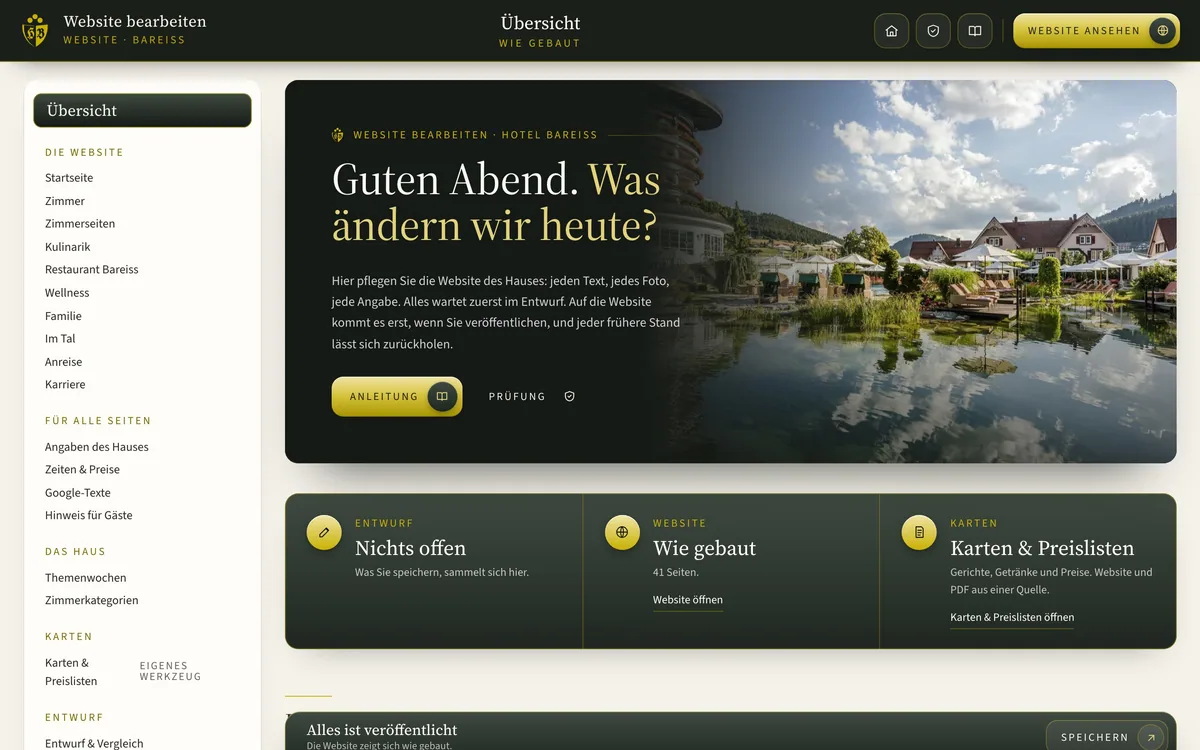 Website bearbeiten
WEBSITE · BAREISS
Übersicht
WIE GEBAUT
WEBSITE ANSEHEN
Übersicht
DIE WEBSITE
Startseite
Zimmer
Zimmerseiten
Kulinarik
Restaurant Bareiss
Wellness
Familie
Im Tal
Anreise
Karriere
FÜR ALLE SEITEN
Angaben des Hauses
Zeiten & Preise
Google-Texte
Hinweis für Gäste
DAS HAUS
Themenwochen
Zimmerkategorien
KARTEN
Karten &
Preislisten
EIGENES
WERKZEUG
ENTWURF
Entwurf & Vergleich
WEBSITE BEARBEITEN · HOTEL BAREISS
Guten Abend. Was
ändern wir heute?
Hier pflegen Sie die Website des Hauses: jeden Text, jedes Foto,
jede Angabe. Alles wartet zuerst im Entwurf. Auf die Website
kommt es erst, wenn Sie veröffentlichen, und jeder frühere Stand
lässt sich zurückholen.
ANLEITUNG
PRÜFUNG
ENTWURF
Nichts offen
Was Sie speichern, sammelt sich hier.
WEBSITE
Wie gebaut
41 Seiten.
Website öffnen
KARTEN
Karten & Preislisten
Gerichte, Getränke und Preise. Website und
PDF aus einer Quelle.
Karten & Preislisten öffnen
Alles ist veröffentlicht
Die Website zeigt sich wie gebaut.
SPEICHERN